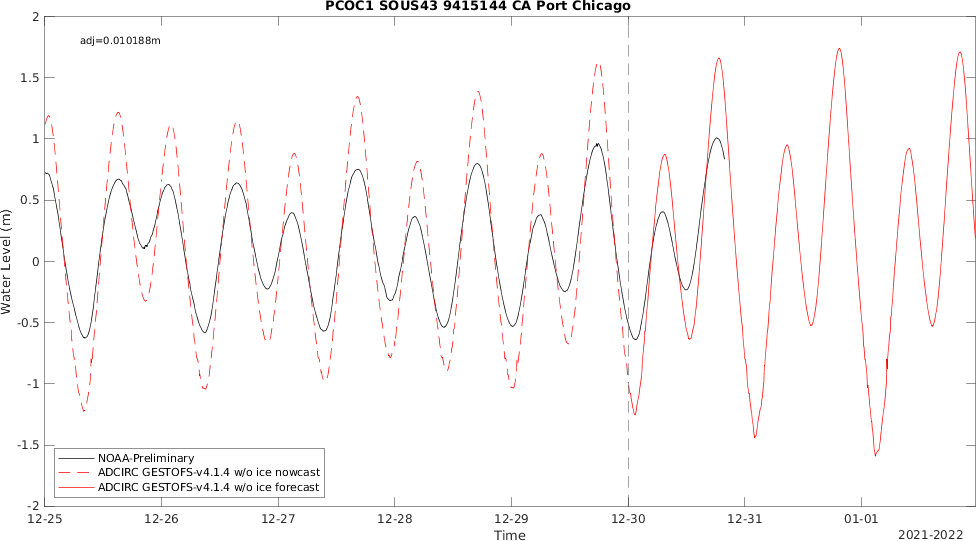 PCOC1 SOUS43 9415144 CA Port Chicago
adj=0.010188m
2
1.5
1
0.5
0
-0.5
-1
-1.5
-2
Water Level (m)
NOAA-Preliminary
ADCIRC GESTOFS-v4.1.4 w/o ice nowcast
ADCIRC GESTOFS-v4.1.4 w/o ice forecast
12-25 12-26 12-27 12-28 12-29 12-30 12-31 01-01
Time
2021-2022